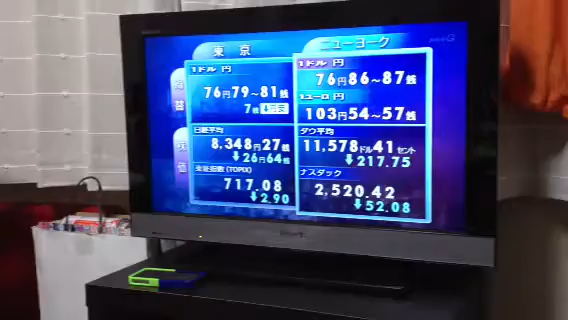 東京
1ドル 円
76円79~81銭
7銭
日経平均
8,348円27銭
↓26円64銭
東証指数(TOPIX)
717.08
↓2.90
為替
株価
ニューヨーク
1ドル 円
76円86~87銭
1ユーロ 円
103円54~57銭
ダウ平均
11,578ドル41セント
↓217.75
ナスダック
2,520.42
↓52.08